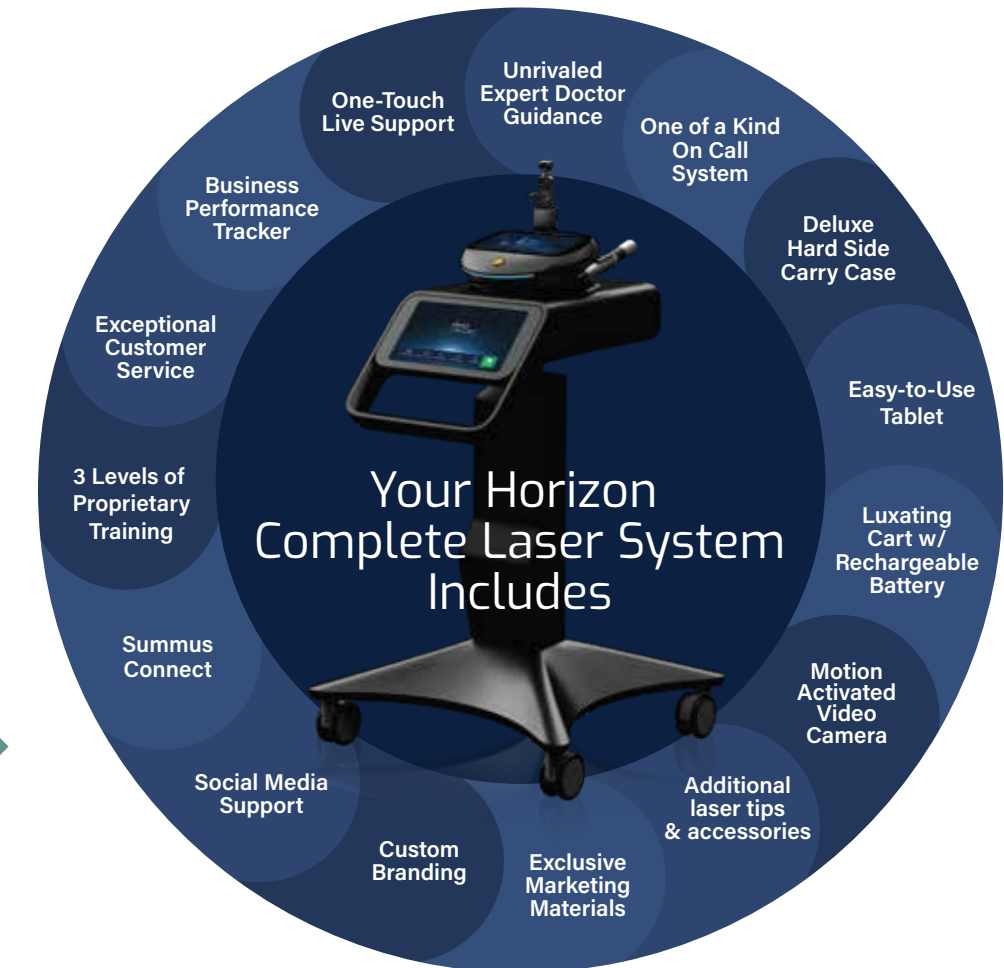 Unrivaled
Expert Doctor
Guidance
One of a Kind
On Call
System
Deluxe
Hard Side
Carry Case
Easy-to-Use
Tablet
Luxating
Cart w/
Rechargeable
Battery
Motion
Activated
Video
Camera
Additional
laser tips
& accessories
Exclusive
Marketing
Materials
Custom
Branding
Social Media
Support
Summus
Connect
3 Levels of
Proprietary
Training
Exceptional
Customer
Service
Business
Performance
Tracker
One-Touch
Live Support
Your Horizon
Complete Laser System
Includes